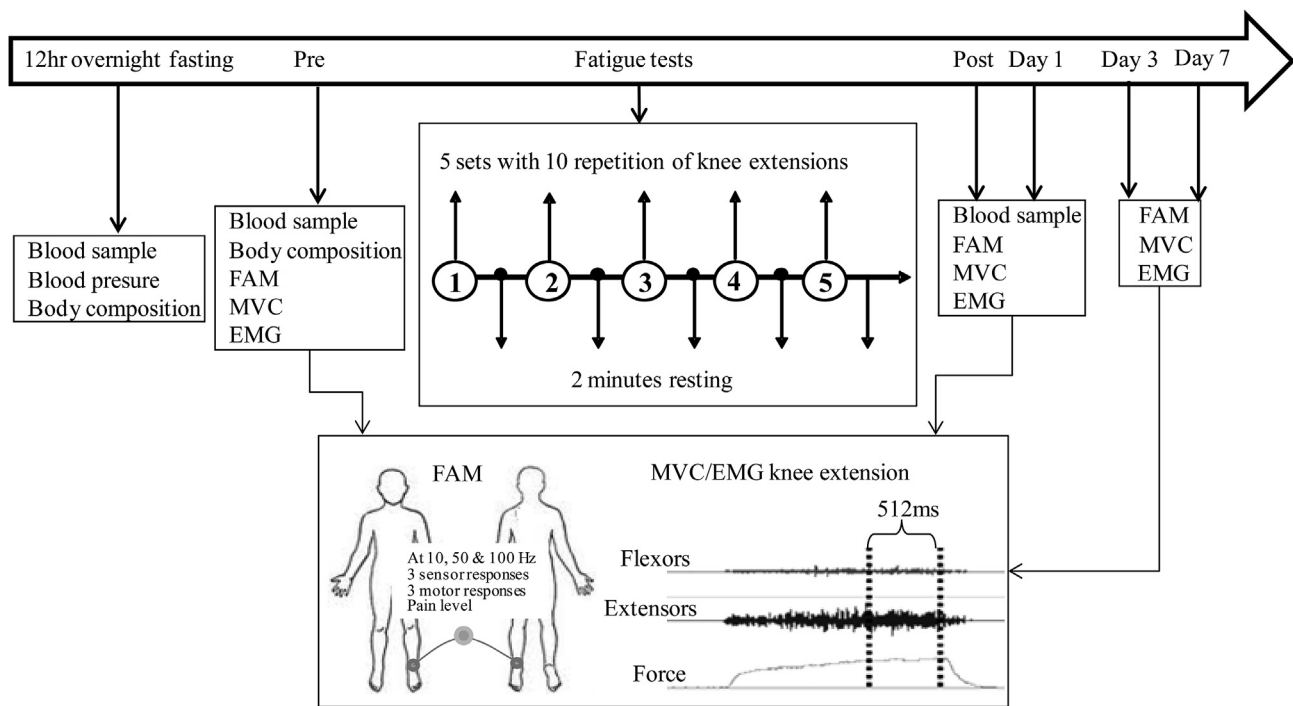 12hr overnight fasting
Pre
Fatigue tests
Post
Day 1
Day 3
Day 7
Blood sample
Blood presure
Body composition
Blood sample
Body composition
FAM
MVC
EMG
5 sets with 10 repetition of knee extensions
1
2
3
4
5
2 minutes resting
Blood sample
FAM
MVC
EMG
FAM
MVC
EMG
FAM
At 10, 50 & 100 Hz
3 sensor responses
3 motor responses
Pain level
MVC/EMG knee extension
512ms
Flexors
Extensors
Force